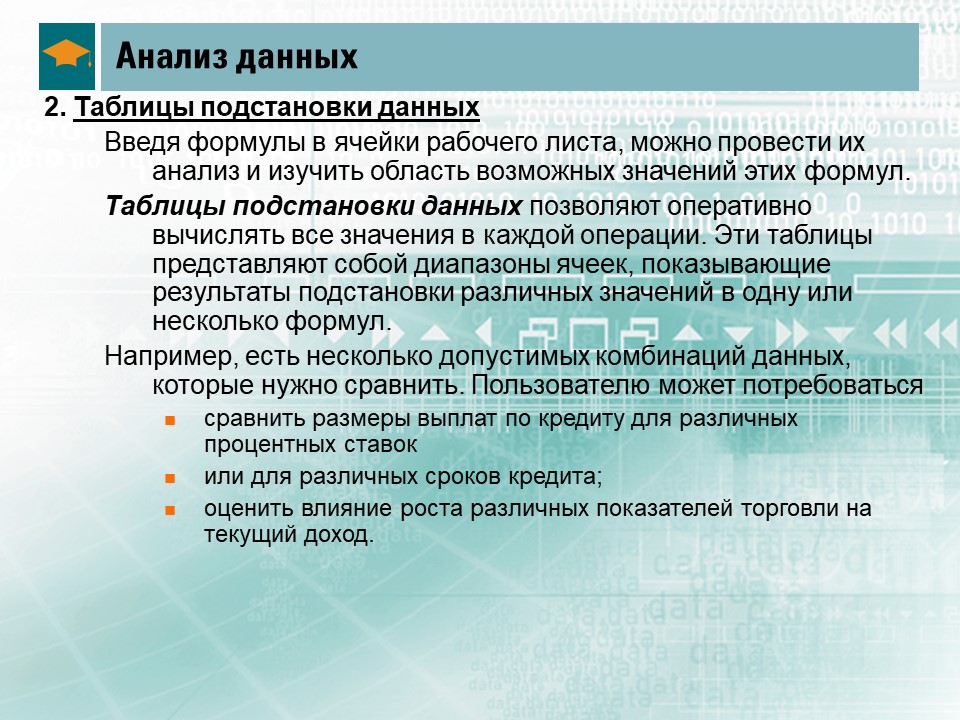 Анализ данных
2. Таблицы подстановки данных
Введя формулы в ячейки рабочего листа, можно провести их
анализ и изучить область возможных значений этих формул.
Таблицы подстановки данных позволяют оперативно
вычислять все значения в каждой операции. Эти таблицы
представляют собой диапазоны ячеек, показывающие
результаты подстановки различных значений в одну или
несколько формул.
Например, есть несколько допустимых комбинаций данных,
которые нужно сравнить. Пользователю может потребоваться
сравнить размеры выплат по кредиту для различных
процентных ставок
или для различных сроков кредита;
оценить влияние роста различных показателей торговли на
текущий доход.